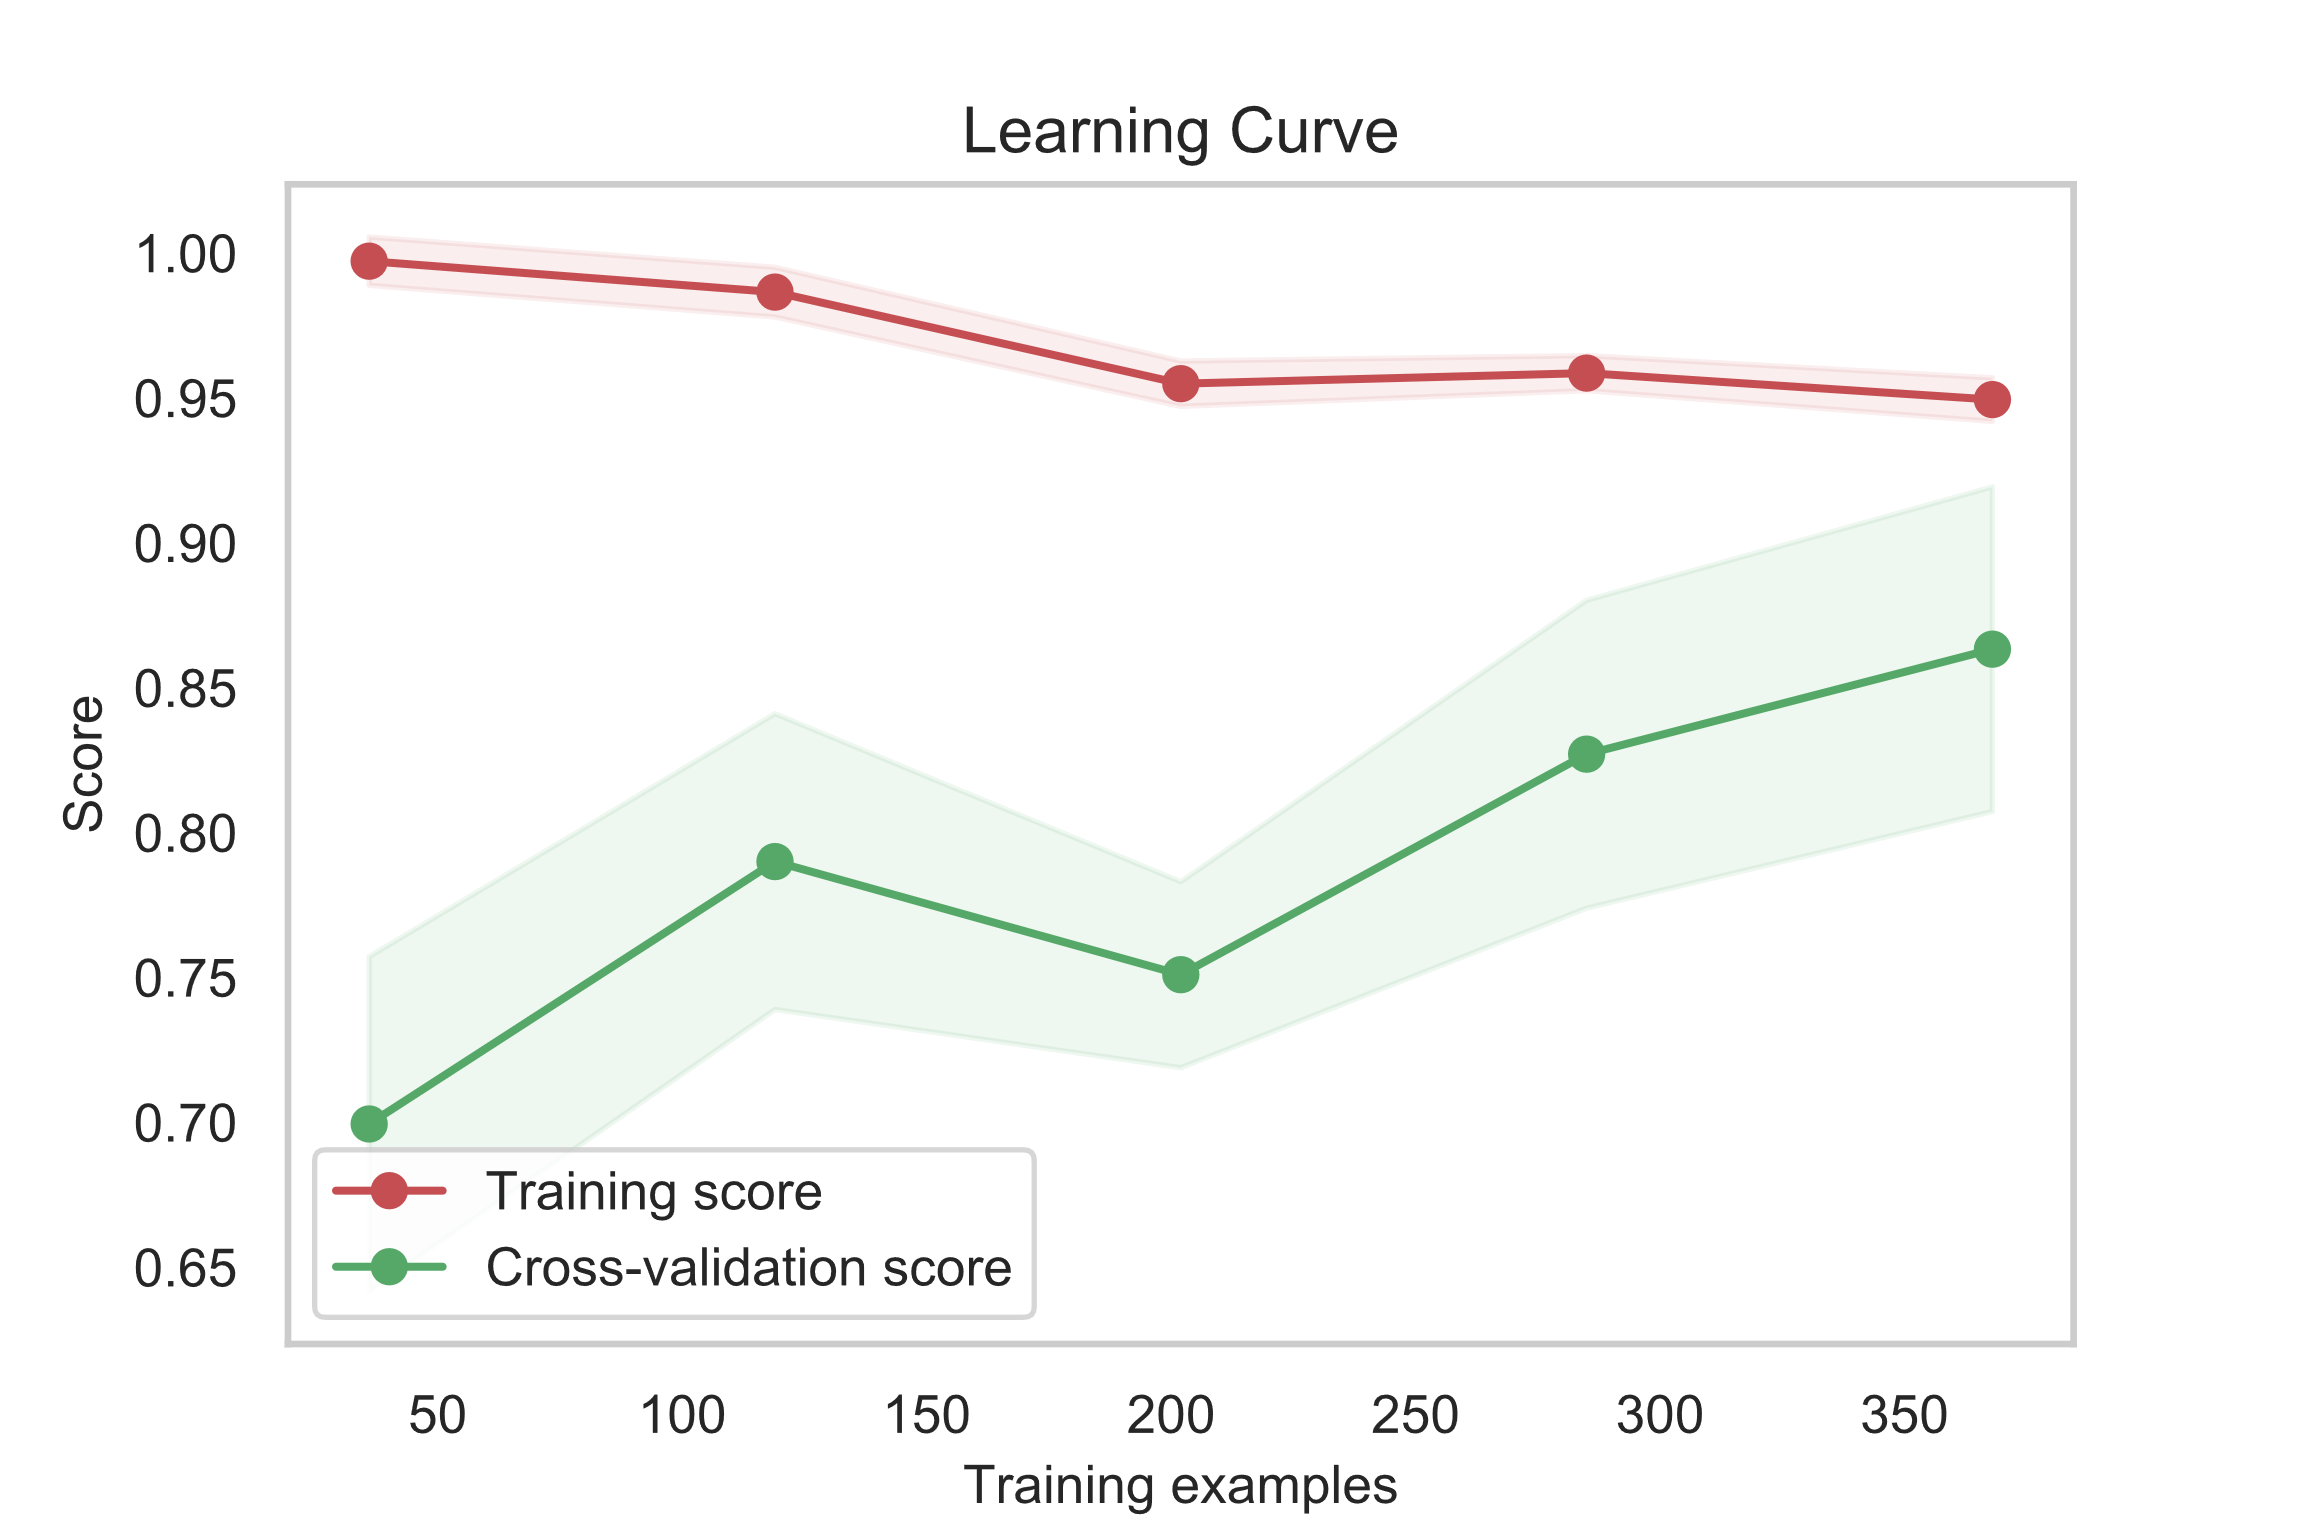 Learning Curve
1.00
0.95
0.90
0.85
0.80
0.75
0.70
0.65
Score
Training score
Cross-validation score
50 100 150 200 250 300 350
Training examples